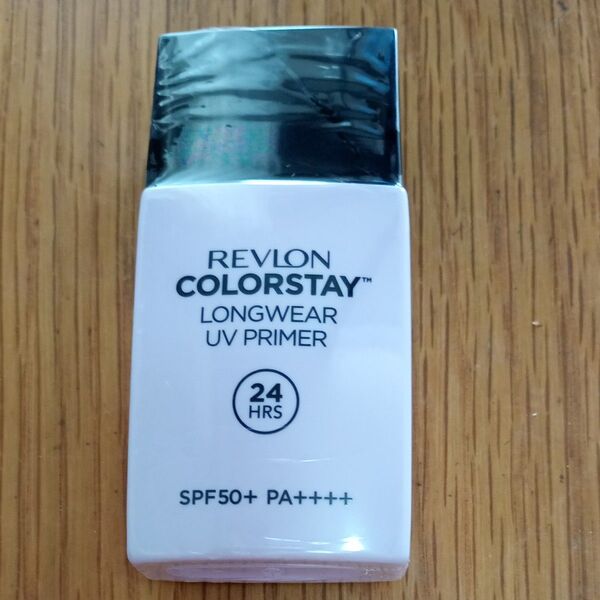 REVLON
COLORSTAY™
LONGWEAR
UV PRIMER
24
HRS
SPF50+ PA++++